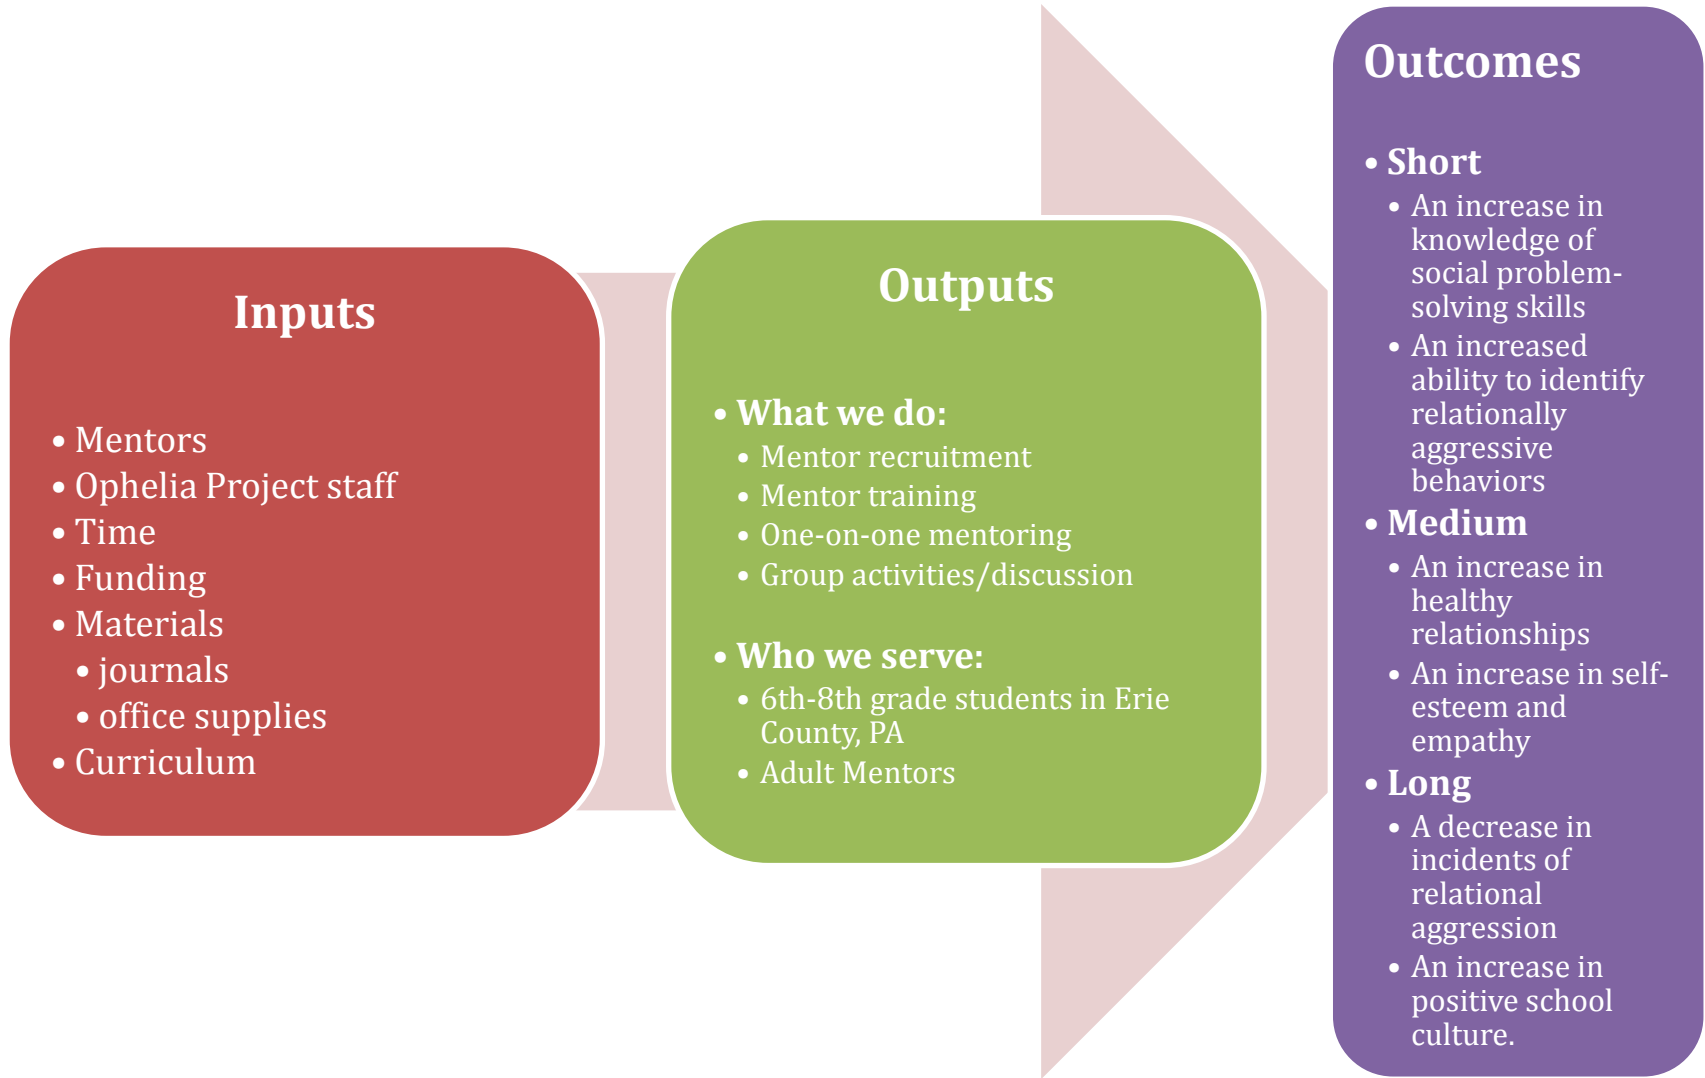 Inputs
• Mentors
• Ophelia Project staff
• Time
• Funding
• Materials
• journals
• office supplies
• Curriculum
Outputs
• What we do:
• Mentor recruitment
• Mentor training
• One-on-one mentoring
• Group activities/discussion
• Who we serve:
• 6th-8th grade students in Erie
County, PA
• Adult Mentors
Outcomes
• Short
• An increase in
knowledge of
social problem-
solving skills
• An increased
ability to identify
relationally
aggressive
behaviors
• Medium
• An increase in
healthy
relationships
• An increase in self-
esteem and
empathy
• Long
• A decrease in
incidents of
relational
aggression
• An increase in
positive school
culture.